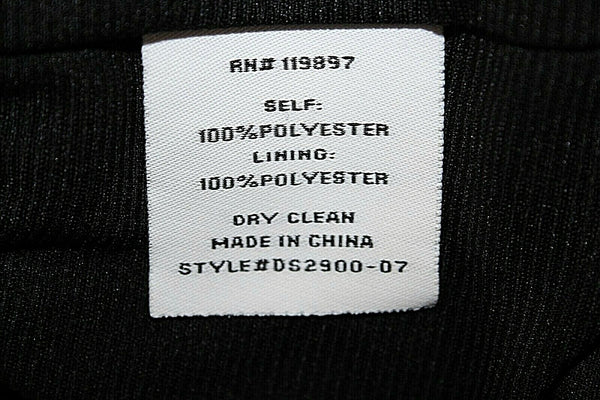 RN# 119897
SELF:
100%POLYESTER
LINING:
100%POLYESTER
DRY CLEAN
MADE IN CHINA
STYLE#DS2900-07